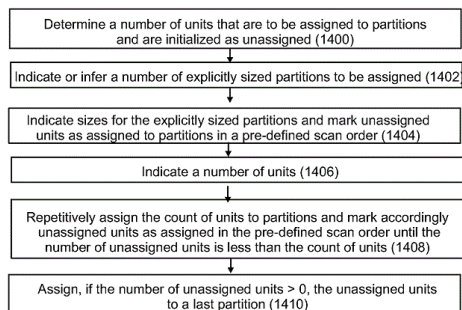 Determine a number of units that are to be assigned to partitions
and are initialized as unassigned (1400)
Indicate or infer a number of explicitly sized partitions to be assigned (1402)
Indicate sizes for the explicitly sized partitions and mark unassigned
units as assigned to partitions in a pre-defined scan order (1404)
Indicate a number of units (1406)
Repetitively assign the count of units to partitions and mark accordingly
unassigned units as assigned in the pre-defined scan order until the
number of unassigned units is less than the count of units (1408)
Assign, if the number of unassigned units > 0, the unassigned units
to a last partition (1410)